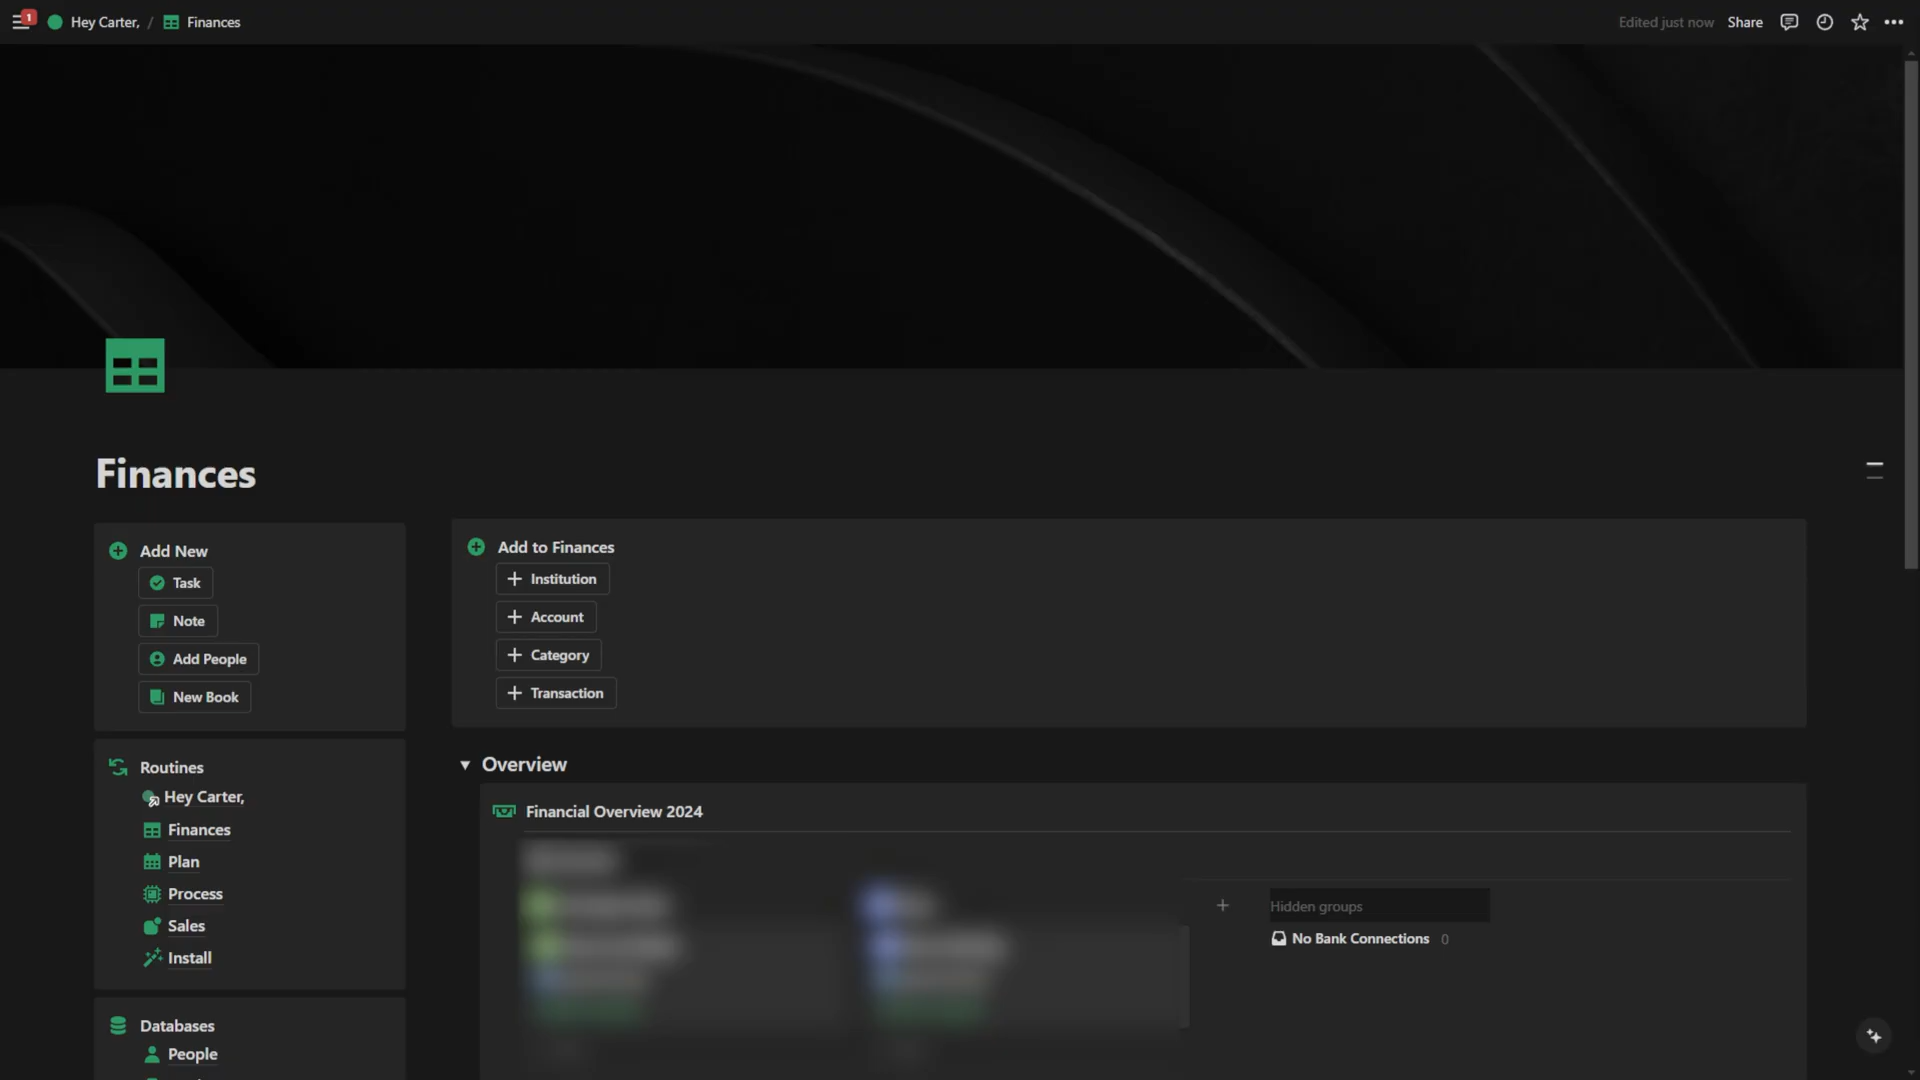 1
Hey Carter, / Finances
Edited just now Share
Finances
Add New
Task
Note
Add People
New Book
Routines
Hey Carter,
Finances
Plan
Process
Sales
Install
Databases
People
Add to Finances
Institution
Account
Category
Transaction
Overview
Financial Overview 2024
Hidden groups
No Bank Connections 0